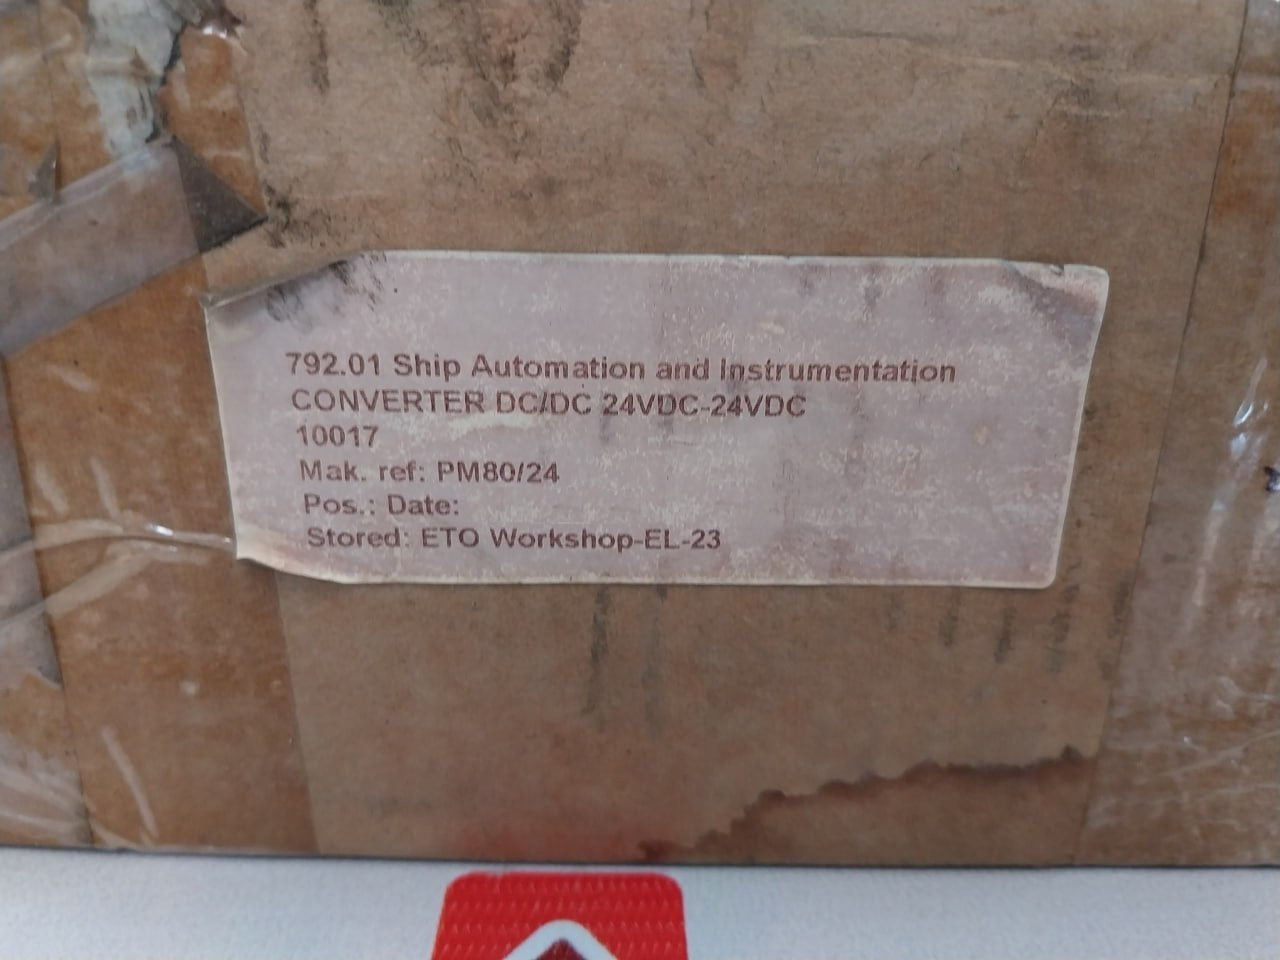 792.01 Ship Automation and Instrumentation
CONVERTER DC/DC 24VDC-24VDC
10017
Mak. ref: PM80/24
Pos.: Date:
Stored: ETO Workshop-EL-23